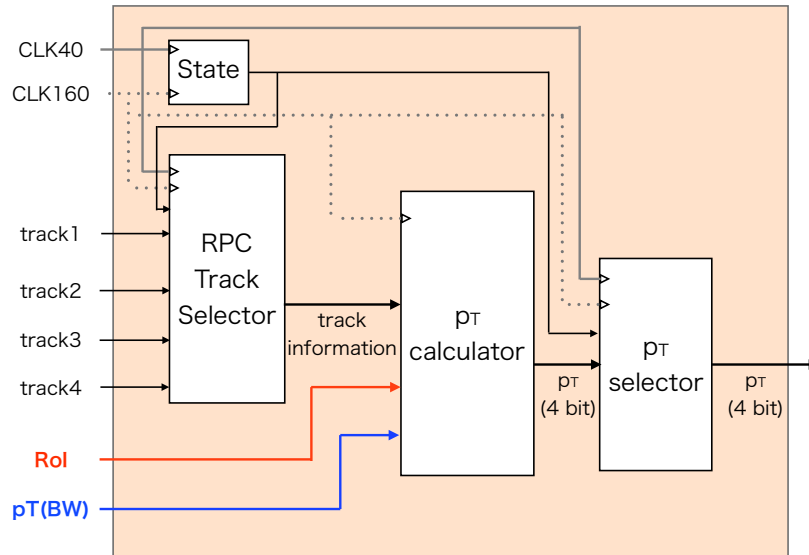 CLK40
State
CLK160
RPC
Track
Selector
track1
track2
track3
track4
track
information
pT
calculator
pT
(4 bit)
pT
selector
pT
(4 bit)
RoI
pT(BW)